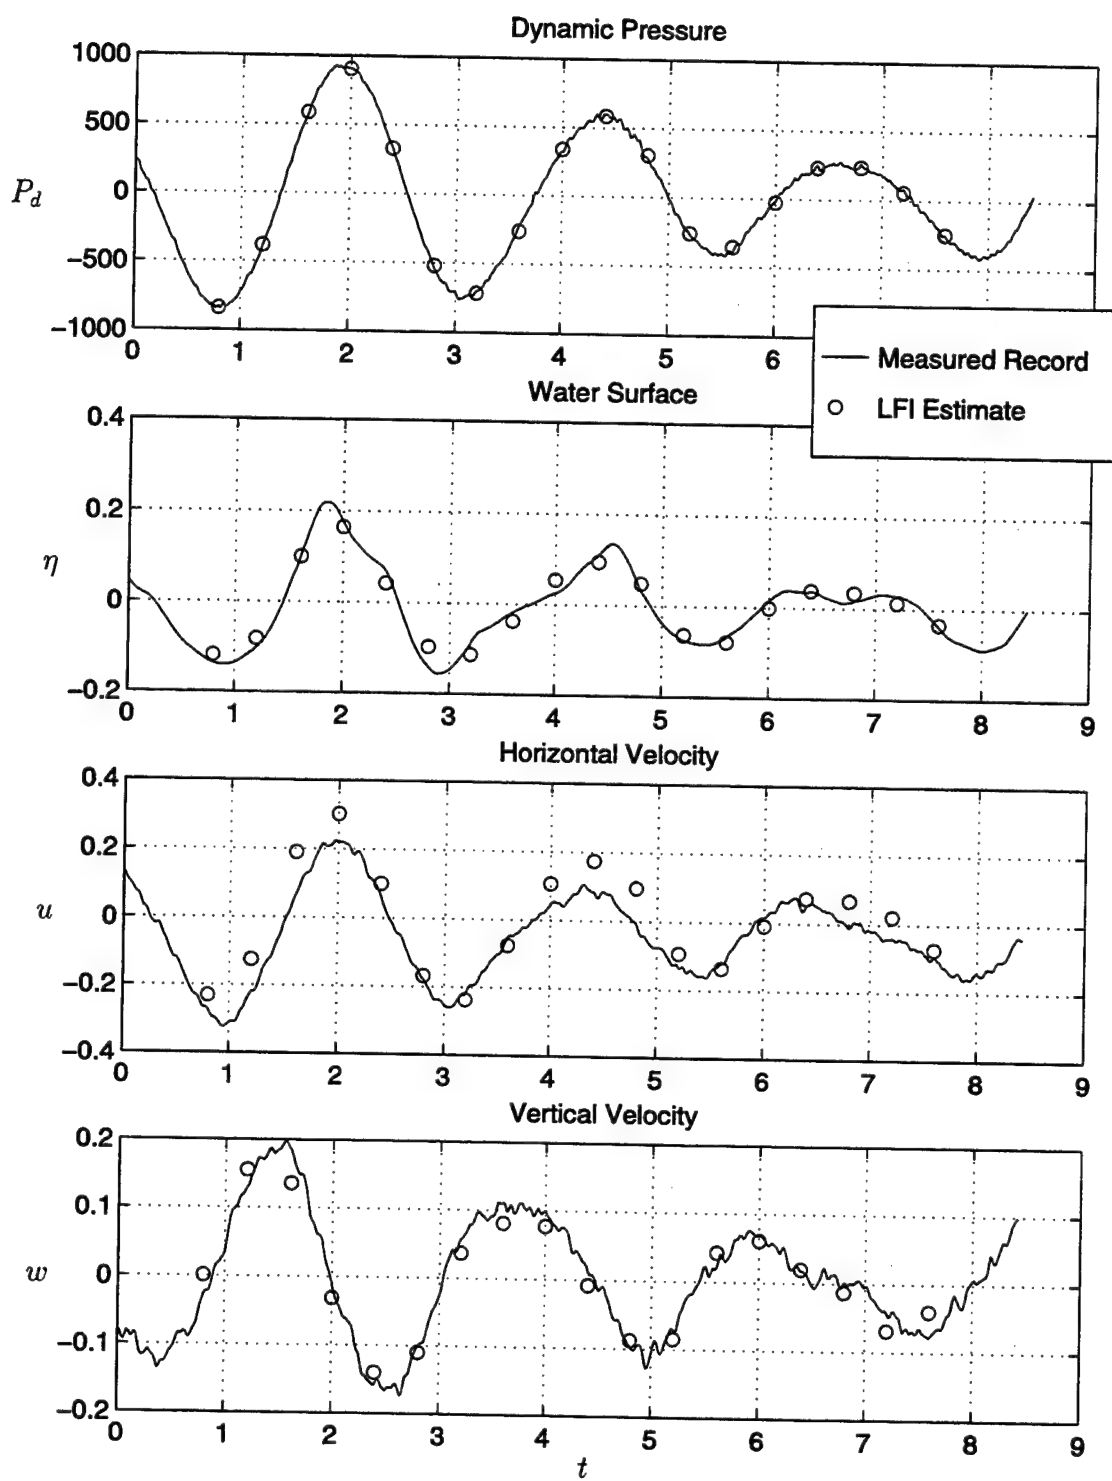 Dynamic Pressure
1000
500
0
−500
−1000
P_d
0 1 2 3 4 5 6
Measured Record
LFI Estimate
Water Surface
0.4
0.2
0
−0.2
η
0 1 2 3 4 5 6 7 8 9
Horizontal Velocity
0.4
0.2
0
−0.2
−0.4
u
0 1 2 3 4 5 6 7 8 9
Vertical Velocity
0.2
0.1
0
−0.1
−0.2
w
0 1 2 3 4 5 6 7 8 9
t